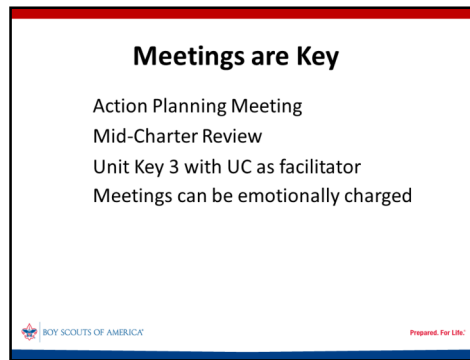 Meetings are Key
Action Planning Meeting
Mid-Charter Review
Unit Key 3 with UC as facilitator
Meetings can be emotionally charged
BOY SCOUTS OF AMERICA®
Prepared. For Life.™